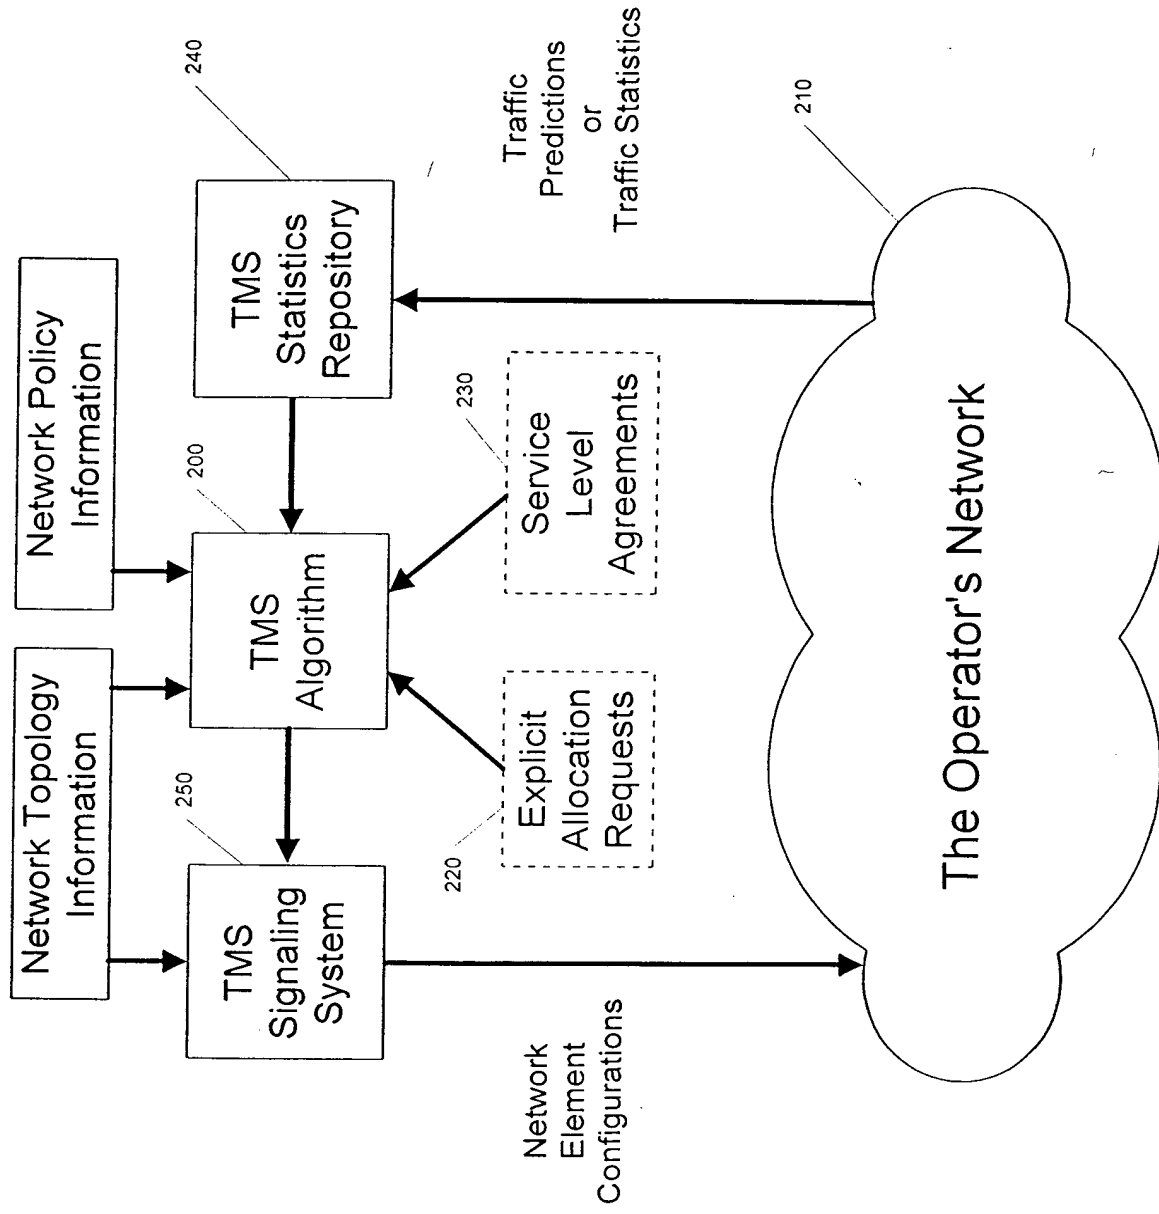 Network Topology
Information
Network Policy
Information
250
200
240
TMS
Signaling
System
TMS
Algorithm
TMS
Statistics
Repository
220
230
Explicit
Allocation
Requests
Service
Level
Agreements
Network
Element
Configurations
Traffic
Predictions
or
Traffic Statistics
210
The Operator's Network